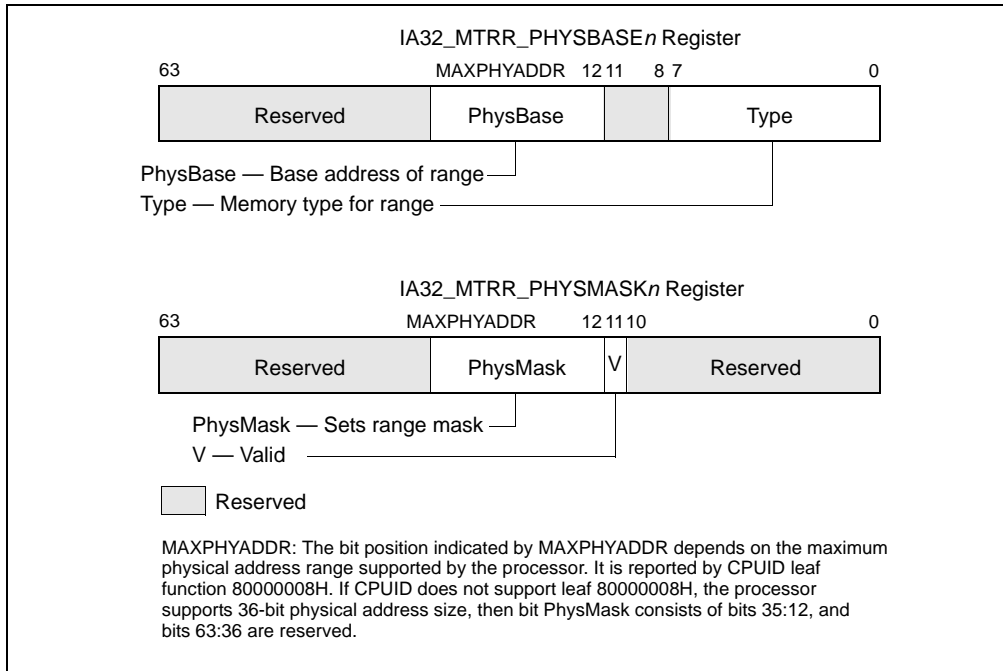 IA32_MTRR_PHYSBASEn Register
63 MAXPHYADDR 12 11 8 7 0
Reserved PhysBase Type
PhysBase — Base address of range
Type — Memory type for range
IA32_MTRR_PHYSMASKn Register
63 MAXPHYADDR 12 11 10 0
Reserved PhysMask V Reserved
PhysMask — Sets range mask
V — Valid
Reserved
MAXPHYADDR: The bit position indicated by MAXPHYADDR depends on the maximum
physical address range supported by the processor. It is reported by CPUID leaf
function 80000008H. If CPUID does not support leaf 80000008H, the processor
supports 36-bit physical address size, then bit PhysMask consists of bits 35:12, and
bits 63:36 are reserved.